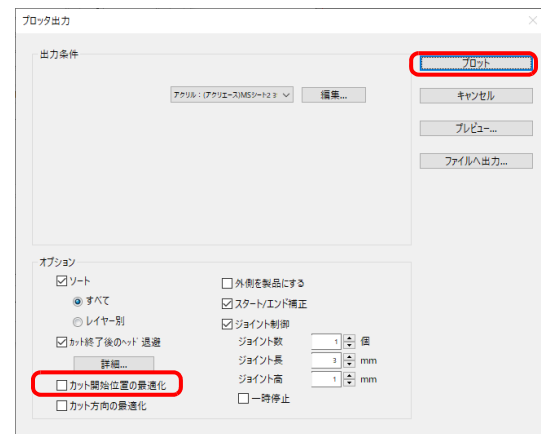 プロッタ出力
出力条件
アクリル：(アクリエース)MSシート2 3
編集...
プロット
キャンセル
プレビュー...
ファイルへ出力...
オプション
ソート
すべて
レイヤー別
カット終了後のヘッド退避
詳細...
カット開始位置の最適化
カット方向の最適化
外側を製品にする
スタート/エンド補正
ジョイント制御
ジョイント数 1 個
ジョイント長 3 mm
ジョイント高 1 mm
一時停止